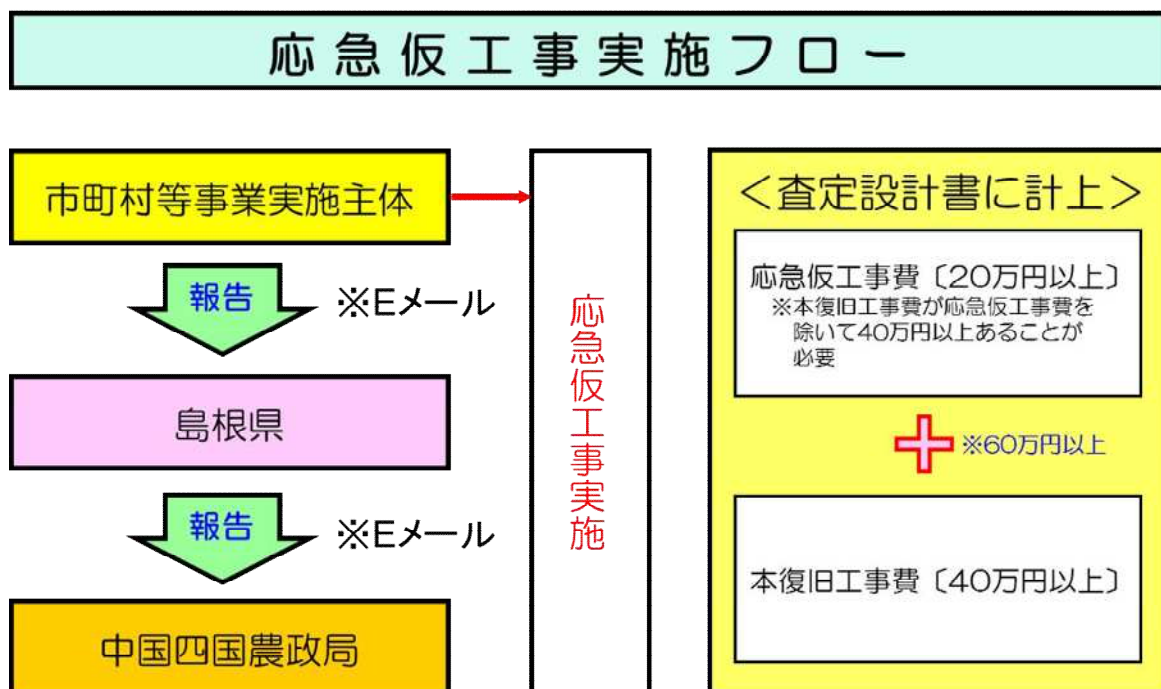 応急仮工事実施フロー
市町村等事業実施主体
報告
※Eメール
島根県
報告
※Eメール
中国四国農政局
応急仮工事実施
＜査定設計書に計上＞
応急仮工事費〔20万円以上〕
※本復旧工事費が応急仮工事費を
除いて40万円以上あることが
必要
※60万円以上
本復旧工事費〔40万円以上〕